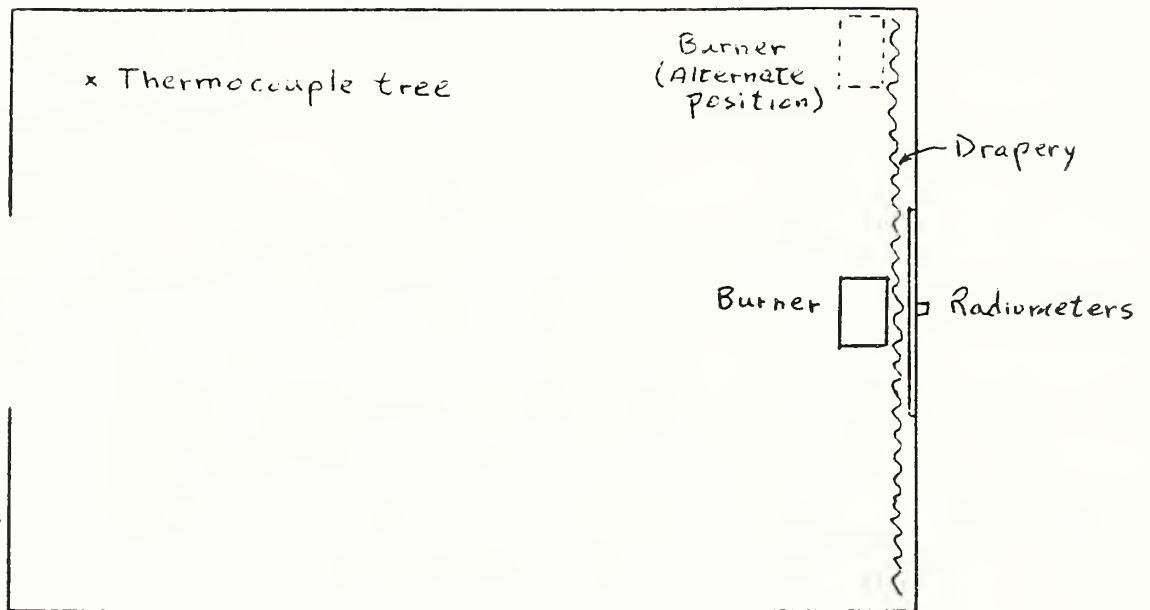 Burner
(Alternate
position)
x Thermocouple tree
Drapery
Burner
Radiometers